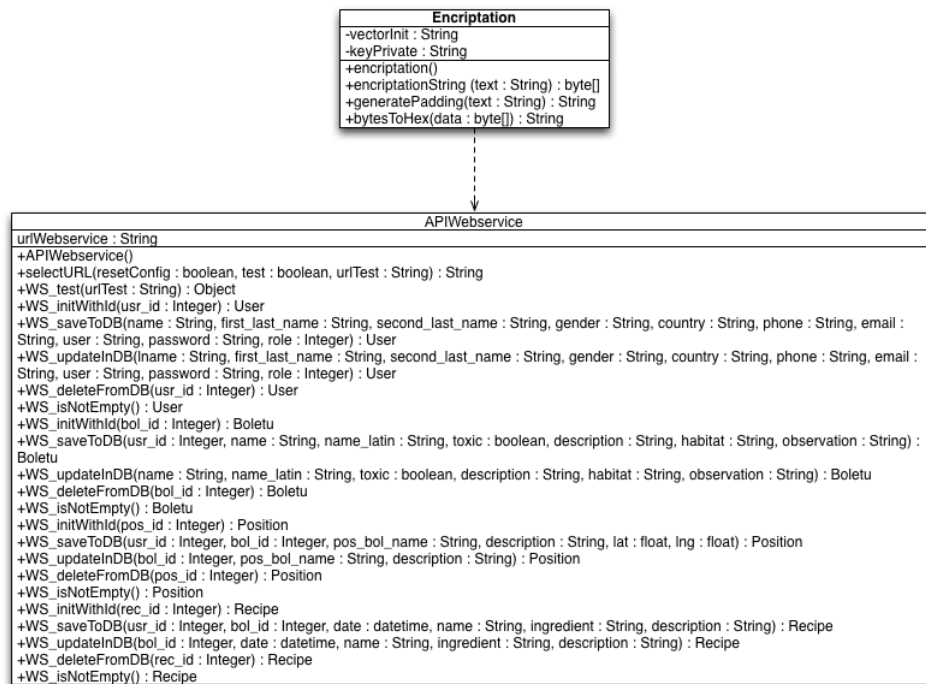 Encriptation
-vectorInit : String
-keyPrivate : String
+encriptation()
+encriptationString (text : String) : byte[]
+generatePadding(text : String) : String
+bytesToHex(data : byte[]) : String
APIWebservice
urlWebservice : String
+APIWebservice()
+selectURL(resetConfig : boolean, test : boolean, urlTest : String) : String
+WS_test(urlTest : String) : Object
+WS_initWithId(usr_id : Integer) : User
+WS_saveToDB(name : String, first_last_name : String, second_last_name : String, gender : String, country : String, phone : String, email :
String, user : String, password : String, role : Integer) : User
+WS_updateInDB(lname : String, first_last_name : String, second_last_name : String, gender : String, country : String, phone : String, email :
String, user : String, password : String, role : Integer) : User
+WS_deleteFromDB(usr_id : Integer) : User
+WS_isNotEmpty() : User
+WS_initWithId(bol_id : Integer) : Boletu
+WS_saveToDB(usr_id : Integer, name : String, name_latin : String, toxic : boolean, description : String, habitat : String, observation : String) :
Boletu
+WS_updateInDB(name : String, name_latin : String, toxic : boolean, description : String, habitat : String, observation : String) : Boletu
+WS_deleteFromDB(bol_id : Integer) : Boletu
+WS_isNotEmpty() : Boletu
+WS_initWithId(pos_id : Integer) : Position
+WS_saveToDB(usr_id : Integer, bol_id : Integer, pos_bol_name : String, description : String, lat : float, lng : float) : Position
+WS_updateInDB(bol_id : Integer, pos_bol_name : String, description : String) : Position
+WS_deleteFromDB(pos_id : Integer) : Position
+WS_isNotEmpty() : Position
+WS_initWithId(rec_id : Integer) : Recipe
+WS_saveToDB(usr_id : Integer, bol_id : Integer, date : datetime, name : String, ingredient : String, description : String) : Recipe
+WS_updateInDB(bol_id : Integer, date : datetime, name : String, ingredient : String, description : String) : Recipe
+WS_deleteFromDB(rec_id : Integer) : Recipe
+WS_isNotEmpty() : Recipe